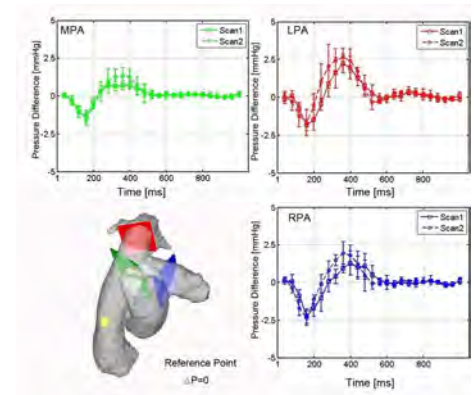 MPA
Scan1
Scan2
Pressure Difference [mmHg]
5
2.5
0
-2.5
-5
1 200 400 600 800
Time [ms]
LPA
Scan1
Scan2
Pressure Difference [mmHg]
5
2.5
0
-2.5
-5
1 200 400 600 800
Time [ms]
Reference Point
△P=0
RPA
Scan1
Scan2
Pressure Difference [mmHg]
5
2.5
0
-2.5
-5
1 200 400 600 800
Time [ms]